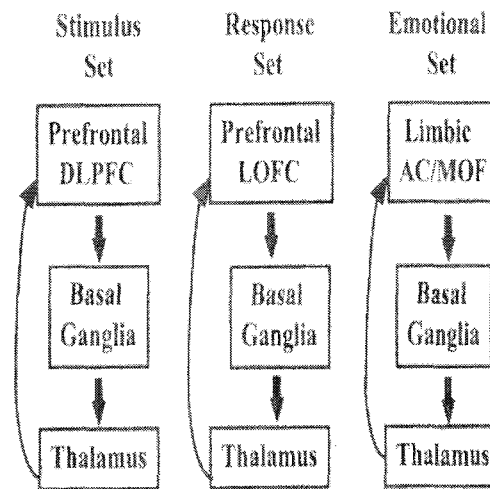 Stimulus
Set
Prefrontal
DLPFC
Basal
Ganglia
Thalamus
Response
Set
Prefrontal
LOFC
Basal
Ganglia
Thalamus
Emotional
Set
Limbic
AC/MOF
Basal
Ganglia
Thalamus